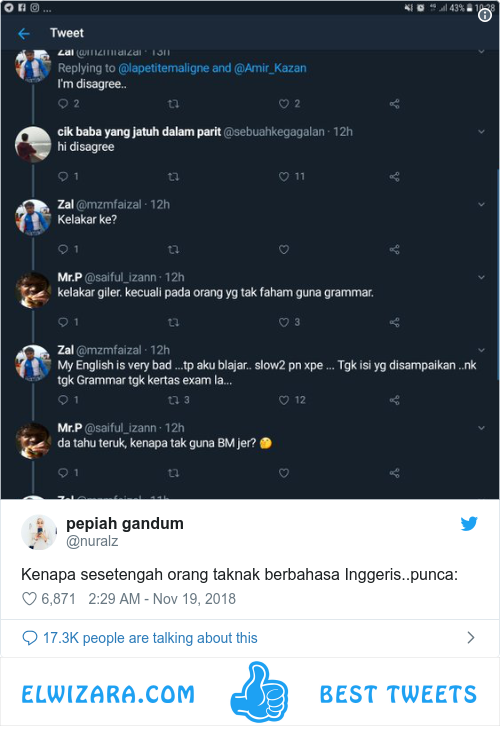 43% 10:28
Tweet
Zal @mzmfaizal · 13h
Replying to @lapetitemaligne and @Amir_Kazan
I'm disagree..
2 2
cik baba yang jatuh dalam parit @sebuahkegagalan · 12h
hi disagree
1 11
Zal @mzmfaizal · 12h
Kelakar ke?
1
Mr.P @saiful_izann · 12h
kelakar giler. kecuali pada orang yg tak faham guna grammar.
1 3
Zal @mzmfaizal · 12h
My English is very bad ...tp aku blajar.. slow2 pn xpe ... Tgk isi yg disampaikan ..nk
tgk Grammar tgk kertas exam la...
1 3 12
Mr.P @saiful_izann · 12h
da tahu teruk, kenapa tak guna BM jer? 🤔
1
Zal @mzmfaizal · 11h
pepiah gandum
@nuralz
Kenapa sesetengah orang taknak berbahasa Inggeris..punca:
6,871 2:29 AM - Nov 19, 2018
17.3K people are talking about this
ELWIZARA.COM BEST TWEETS